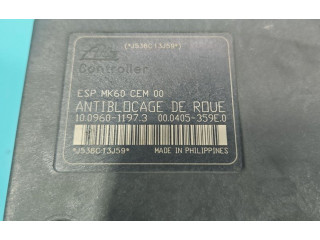 (*J536C13J59*)
Ate
Controller
ESP MK60 CEM 00
ANTIBLOCAGE DE ROUE
10.0960-1197.3 00.0405-359E.0
*J536C13J59* MADE IN PHILIPPINES